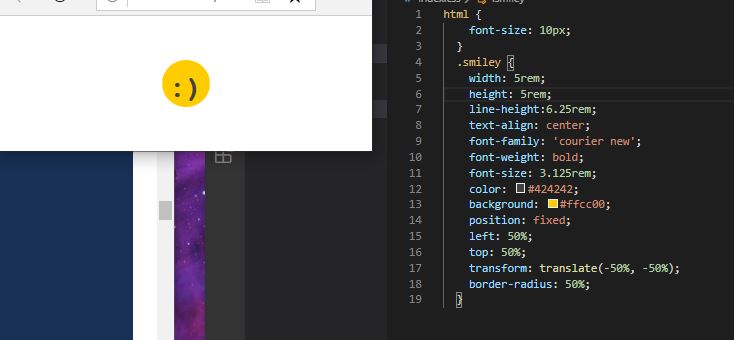 :)
1 html {
2 font-size: 10px;
3 }
4 .smiley {
5 width: 5rem;
6 height: 5rem;
7 line-height:6.25rem;
8 text-align: center;
9 font-family: 'courier new';
10 font-weight: bold;
11 font-size: 3.125rem;
12 color: #424242;
13 background: #ffcc00;
14 position: fixed;
15 left: 50%;
16 top: 50%;
17 transform: translate(-50%, -50%);
18 border-radius: 50%;
19 }